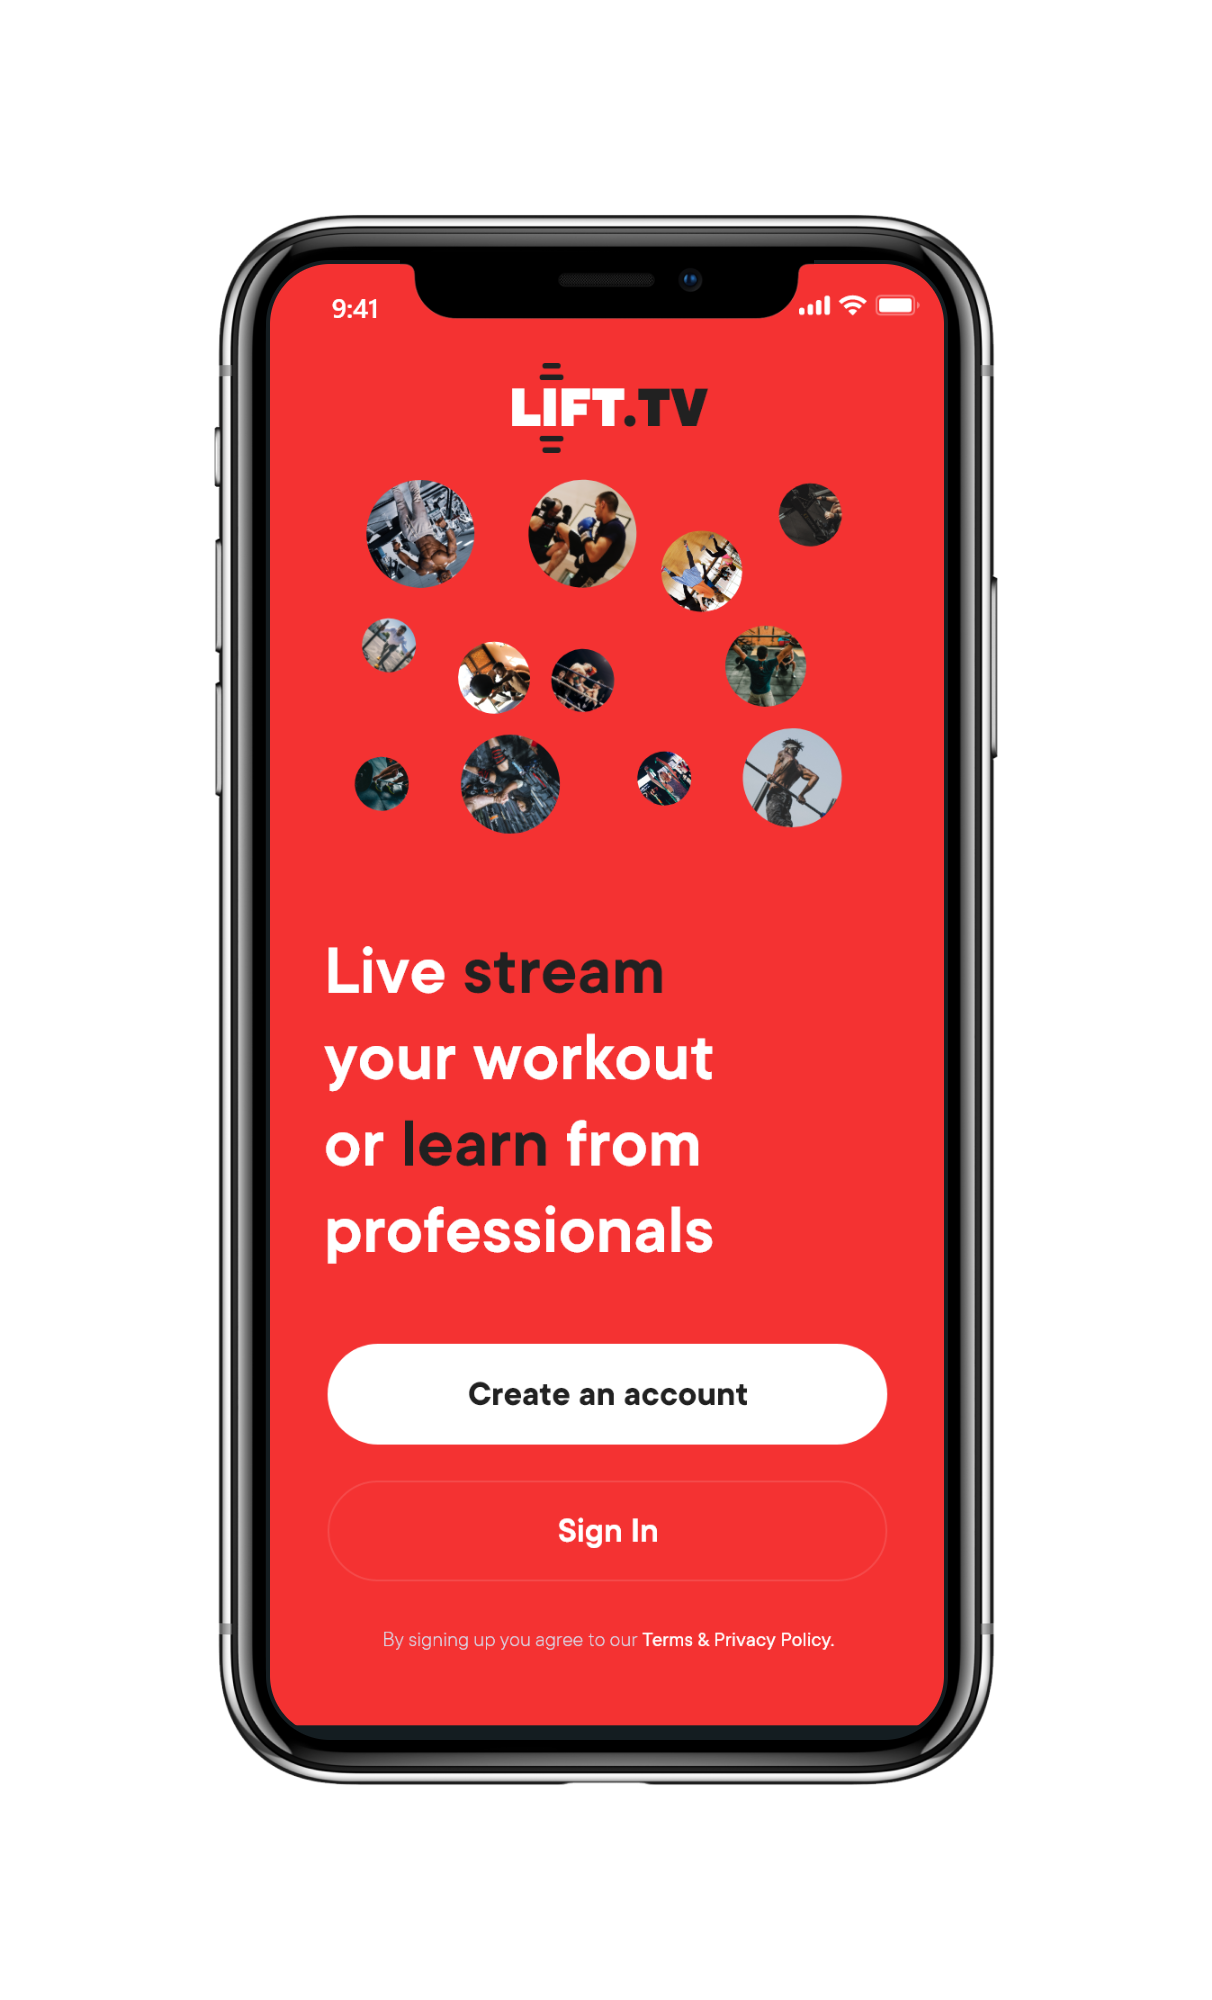 9:41
LIFT.TV
Live stream
your workout
or learn from
professionals
Create an account
Sign In
By signing up you agree to our Terms & Privacy Policy.